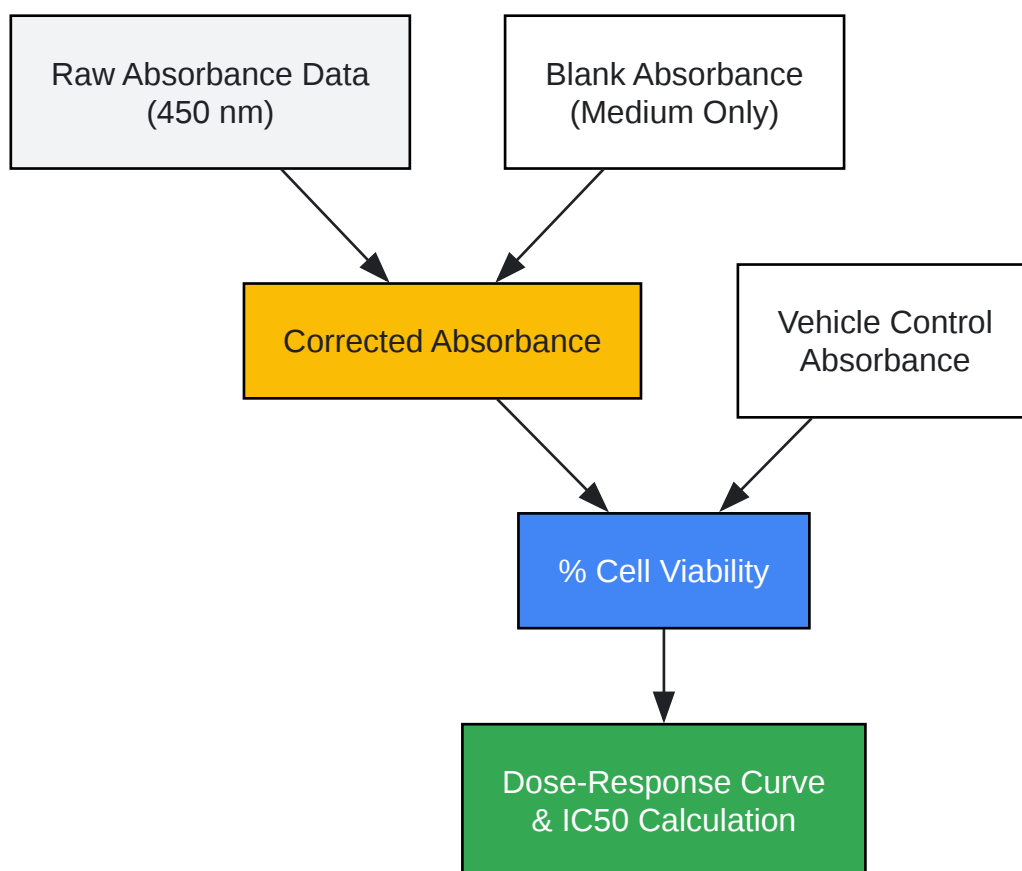 Raw Absorbance Data
(450 nm)
Blank Absorbance
(Medium Only)
Corrected Absorbance
Vehicle Control
Absorbance
% Cell Viability
Dose-Response Curve
& IC50 Calculation